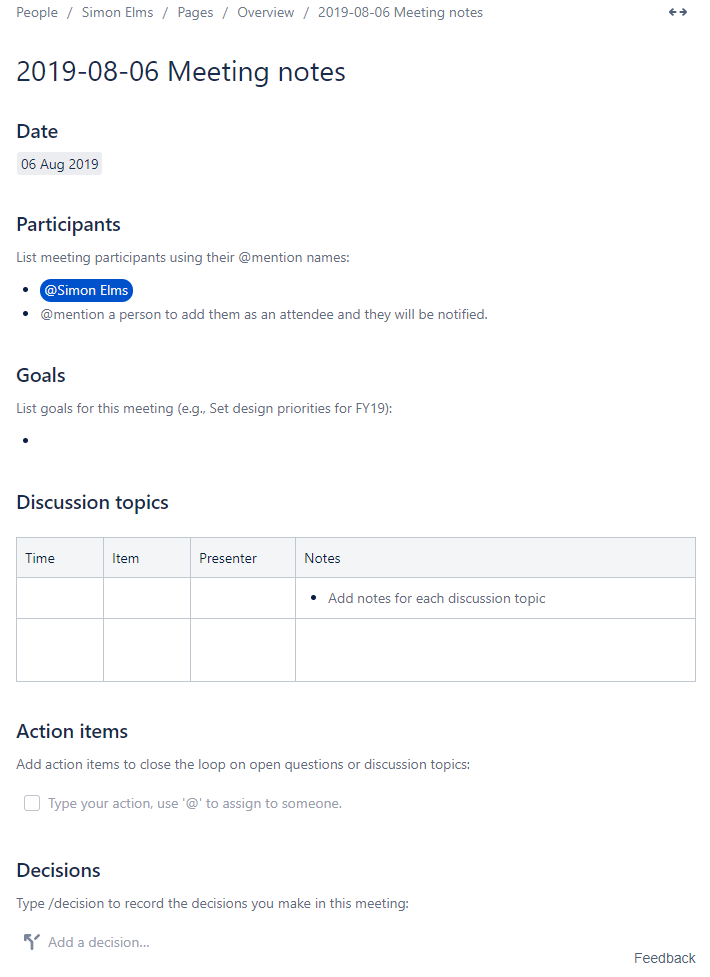 People / Simon Elms / Pages / Overview / 2019-08-06 Meeting notes
2019-08-06 Meeting notes
Date
06 Aug 2019
Participants
List meeting participants using their @mention names:
@Simon Elms
@mention a person to add them as an attendee and they will be notified.
Goals
List goals for this meeting (e.g., Set design priorities for FY19):
Discussion topics
Time Item Presenter Notes
Add notes for each discussion topic
Action items
Add action items to close the loop on open questions or discussion topics:
Type your action, use '@' to assign to someone.
Decisions
Type /decision to record the decisions you make in this meeting:
Add a decision...
Feedback